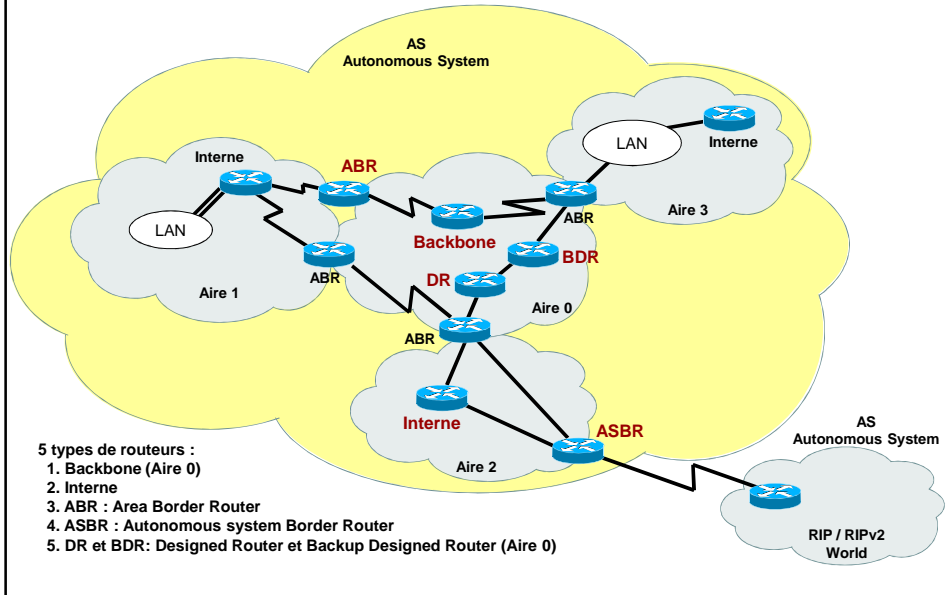 AS
Autonomous System
LAN
Interne
Interne
ABR
ABR
Aire 3
LAN
Backbone
BDR
ABR
DR
Aire 1
Aire 0
ABR
Interne
ASBR
Aire 2
AS
Autonomous System
RIP / RIPv2
World
5 types de routeurs :
1. Backbone (Aire 0)
2. Interne
3. ABR : Area Border Router
4. ASBR : Autonomous system Border Router
5. DR et BDR: Designed Router et Backup Designed Router (Aire 0)